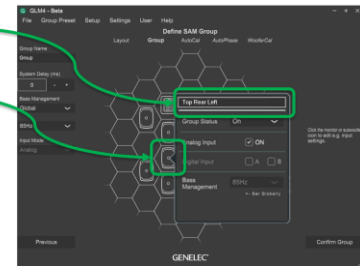 GLM4 - Beta
File Group Preset Setup Settings User Help
Define SAM Group
Layout Group AutoCal AutoPhase WooferCal
Group Name
Group
System Delay (ms)
0 - +
Bass Management
Global
85Hz
Input Mode
Analog
Top Rear Left
Group Status On
Analog Input ON
Digital Input A B
Bass
Management 85Hz
<- Set Globally
Click the monitor or subwoofer
icon to edit e.g. input
settings.
Previous
GENELEC
Confirm Group